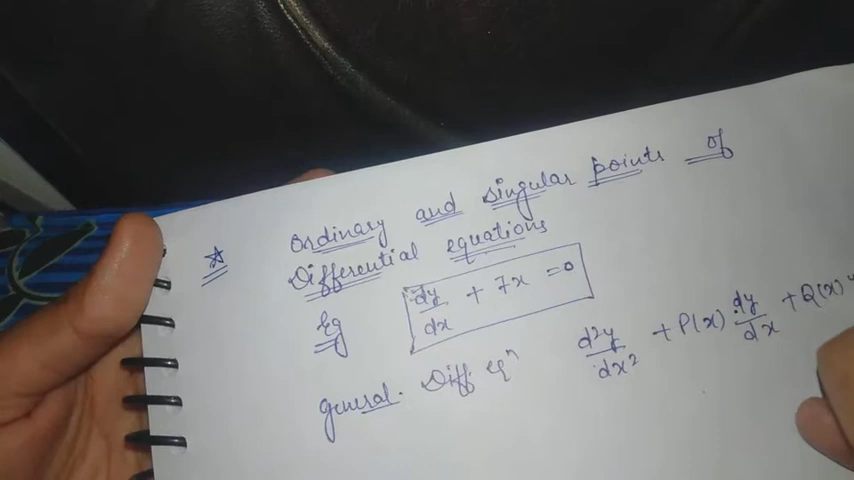 ☆ Ordinary and singular points of
Differential equations
Eg dy/dx + 7x = 0
general. Diff eqⁿ d²y/dx² + P(x) dy/dx + Q(x) y